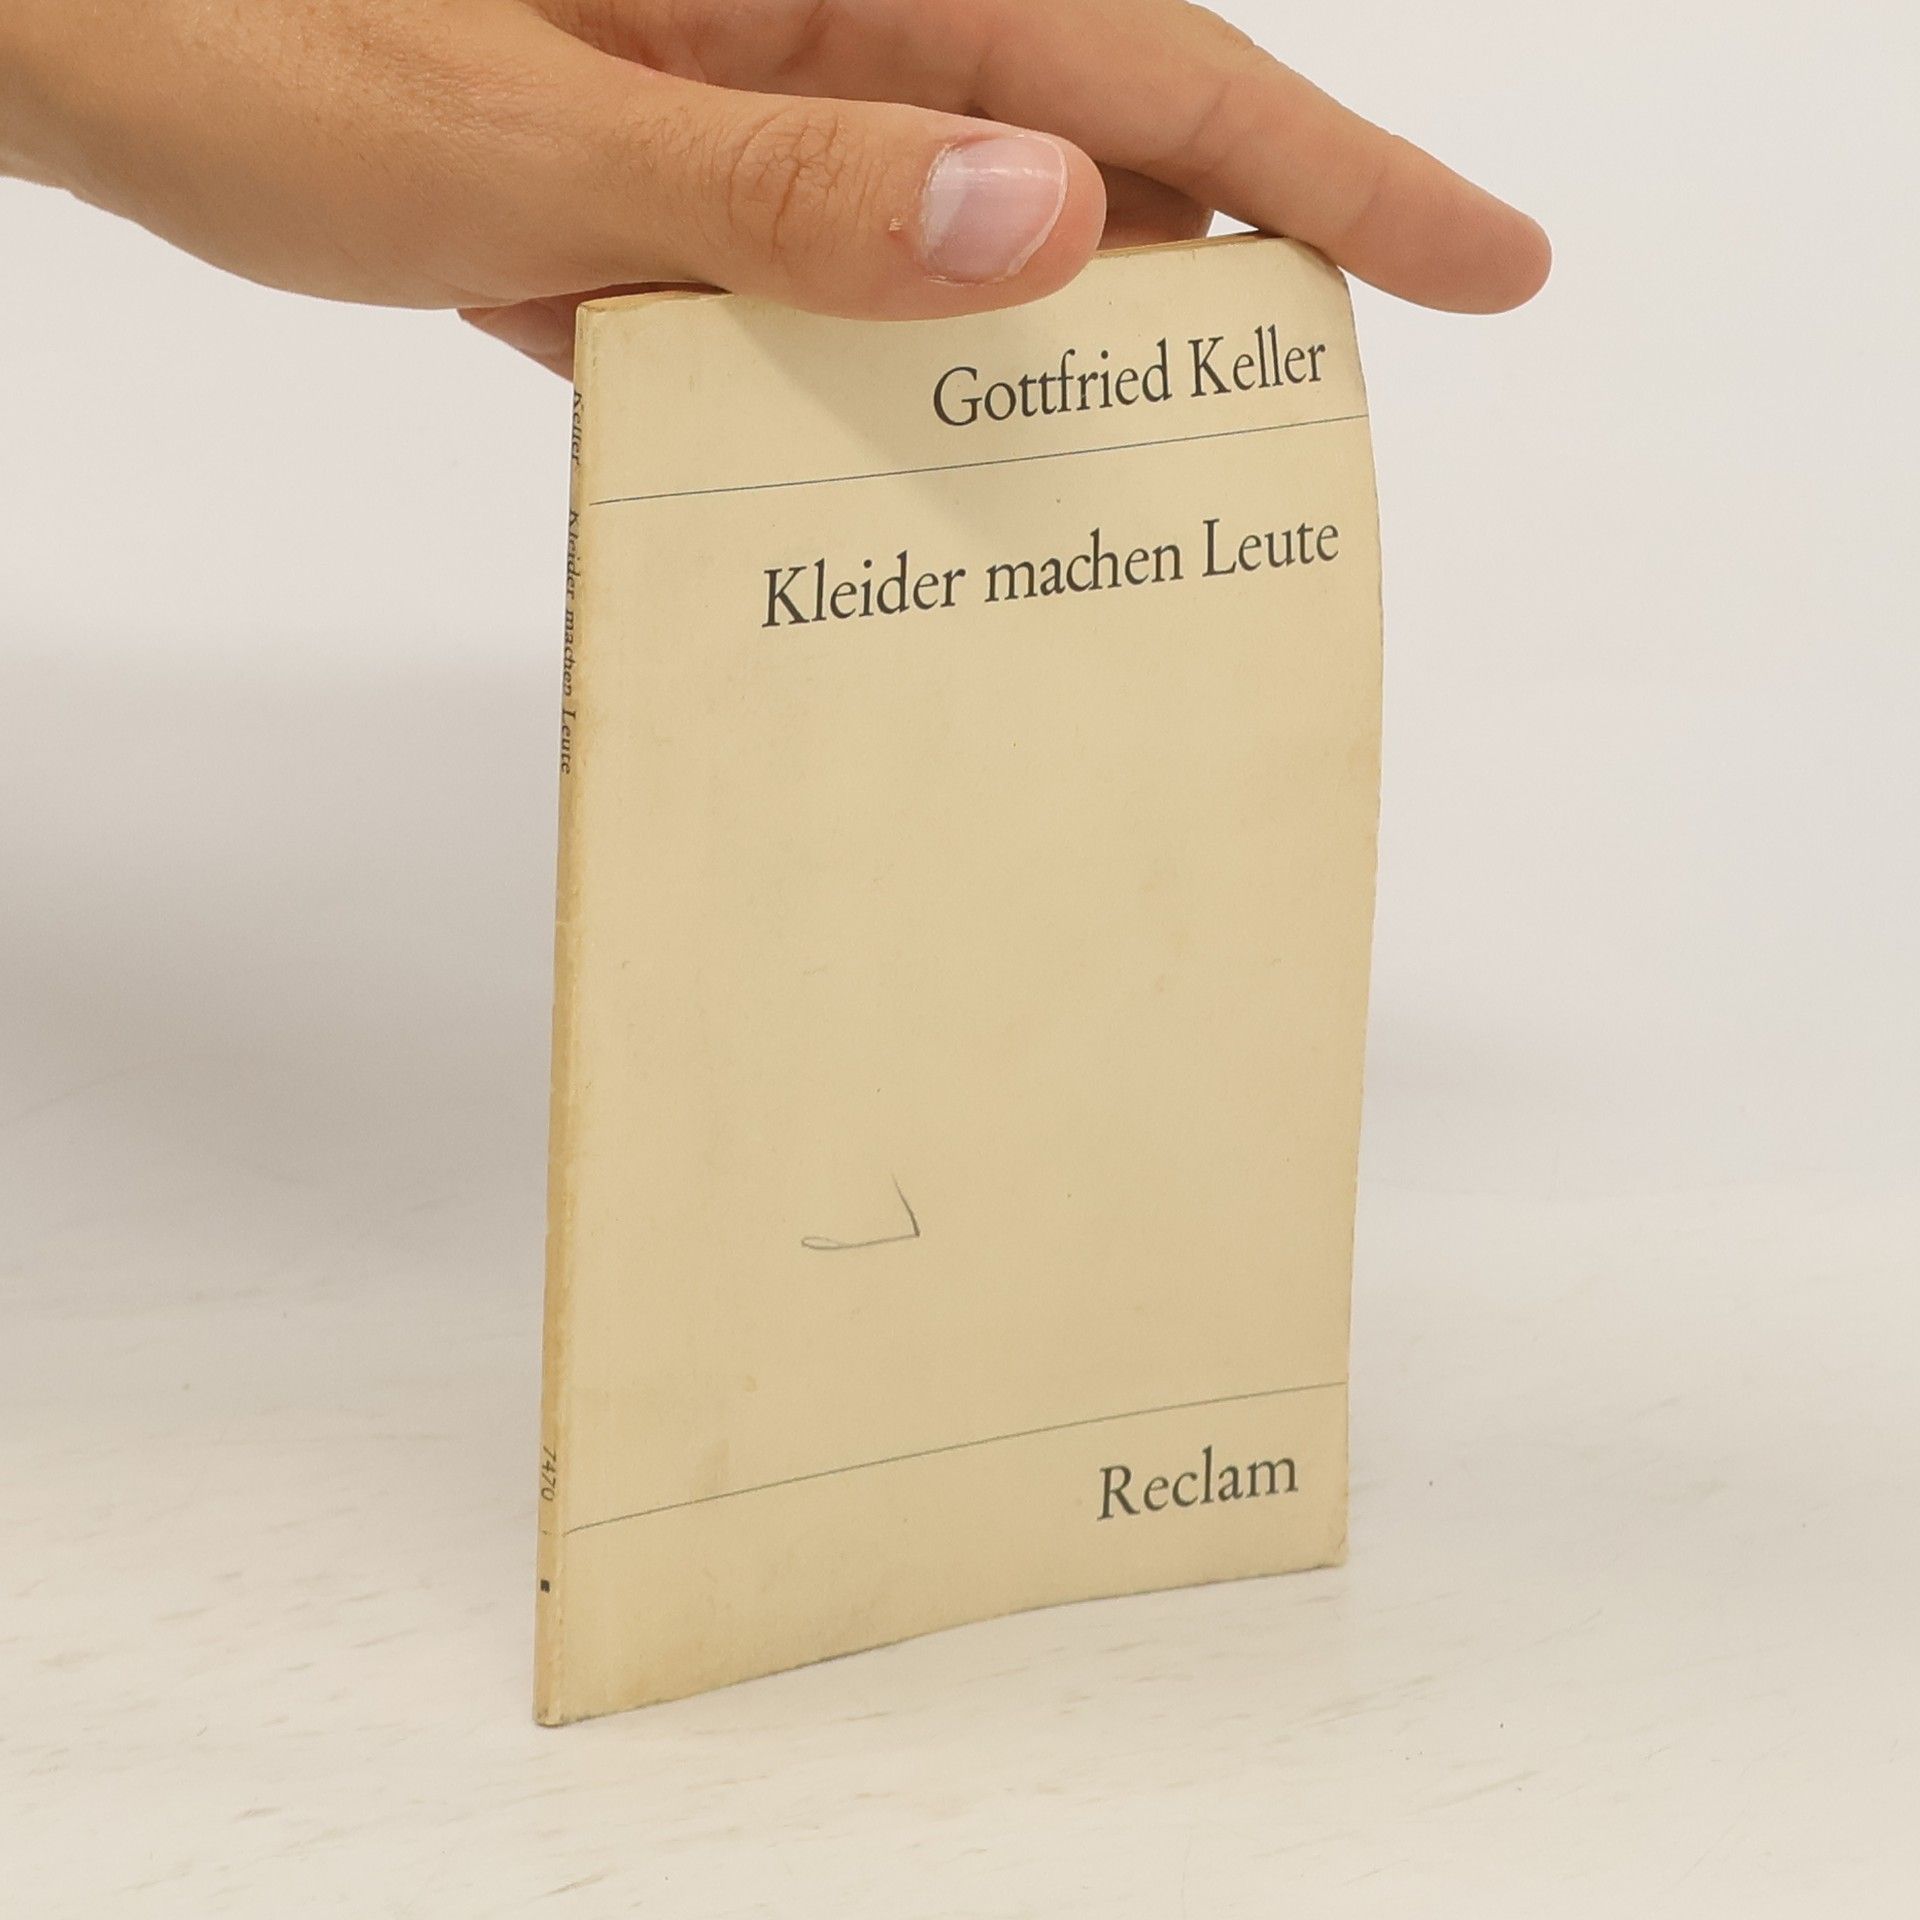 Gottfried Keller
Kleider machen Leute
Reclam
Keller Kleider machen Leute
7470